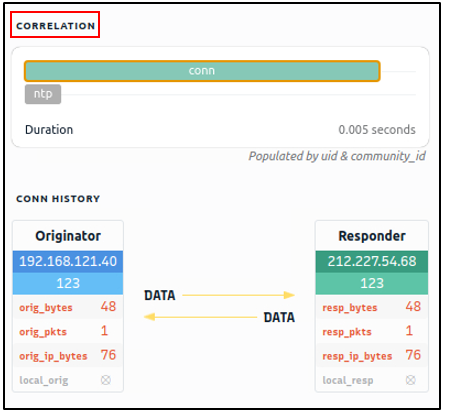 CORRELATION
conn
ntp
Duration 0.005 seconds
Populated by uid & community_id
CONN HISTORY
Originator
192.168.121.40
123
orig_bytes 48
orig_pkts 1
orig_ip_bytes 76
local_orig
DATA
DATA
Responder
212.227.54.68
123
resp_bytes 48
resp_pkts 1
resp_ip_bytes 76
local_resp